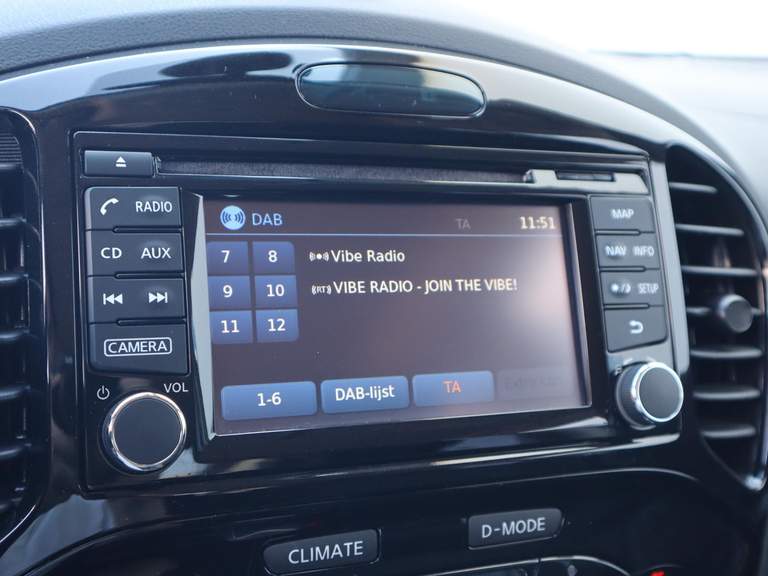 RADIO
CD AUX
CAMERA
VOL
DAB TA 11:51
7 8 Vibe Radio
9 10 (RT) VIBE RADIO - JOIN THE VIBE!
11 12
1-6 DAB-lijst TA
MAP
NAV INFO
SETUP
CLIMATE
D-MODE